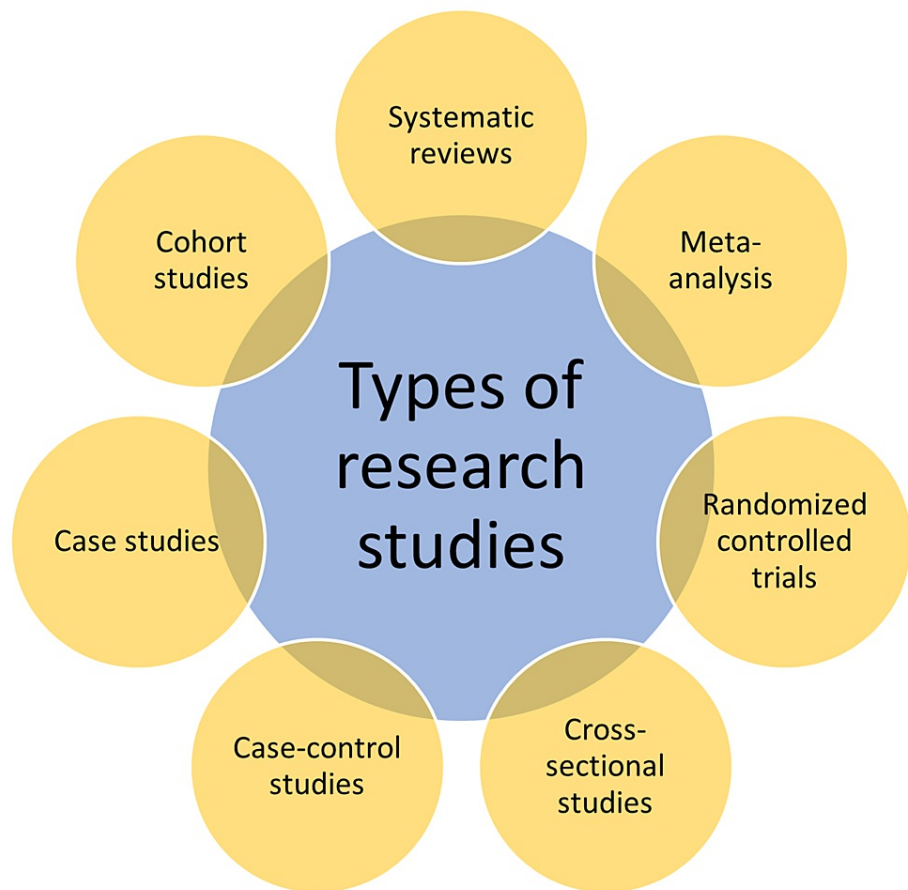 Systematic
reviews
Meta-
analysis
Randomized
controlled
trials
Cross-
sectional
studies
Case-control
studies
Case studies
Cohort
studies
Types of
research
studies